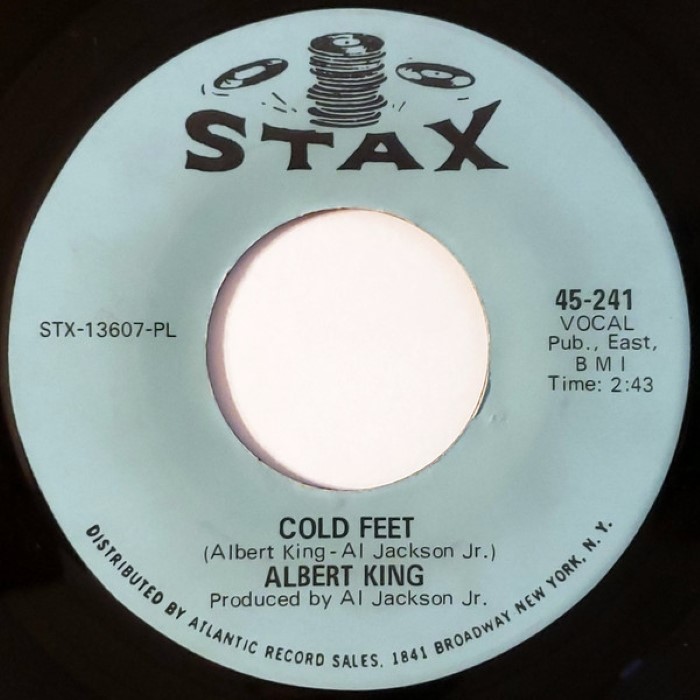 STAX
STX-13607-PL
45-241
VOCAL
Pub., East,
B M I
Time: 2:43
COLD FEET
(Albert King-Al Jackson Jr.)
ALBERT KING
Produced by Al Jackson Jr.
DISTRIBUTED BY ATLANTIC RECORD SALES, 1841 BROADWAY NEW YORK, N. Y.